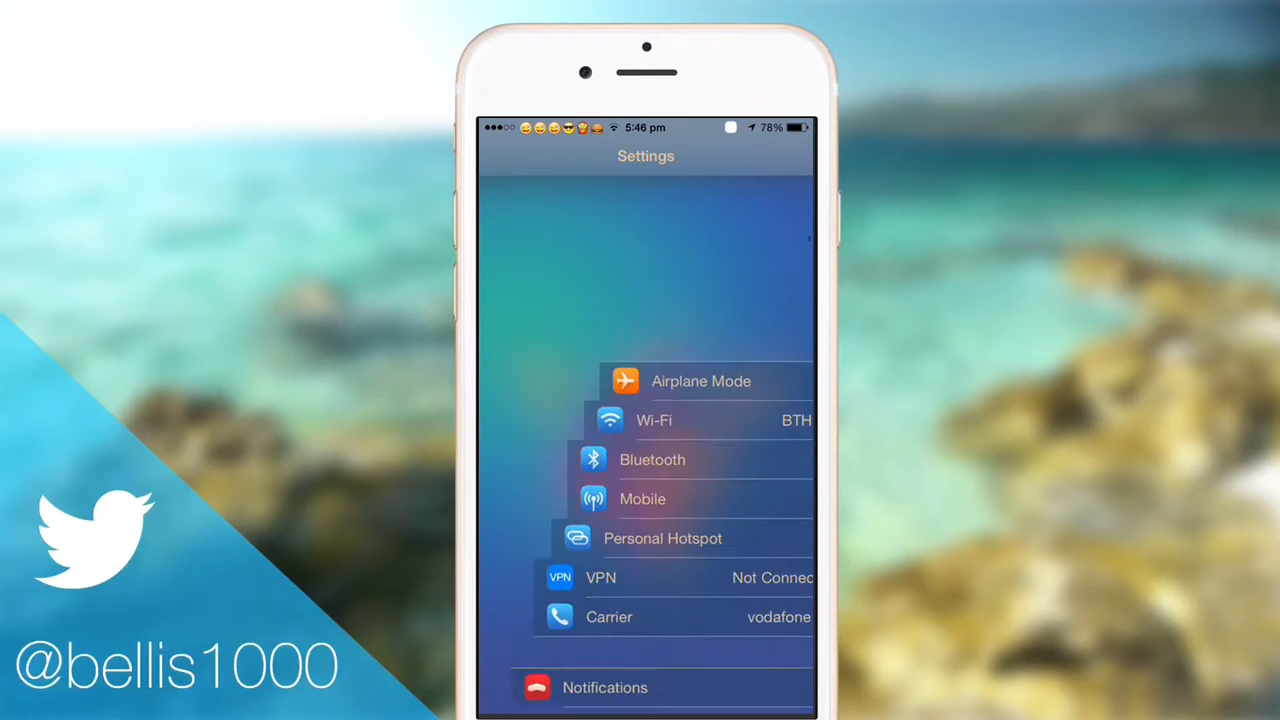 5:46 pm
78%
Settings
Airplane Mode
Wi-Fi BTH
Bluetooth
Mobile
Personal Hotspot
VPN VPN Not Connec
Carrier vodafone
Notifications
@bellis1000